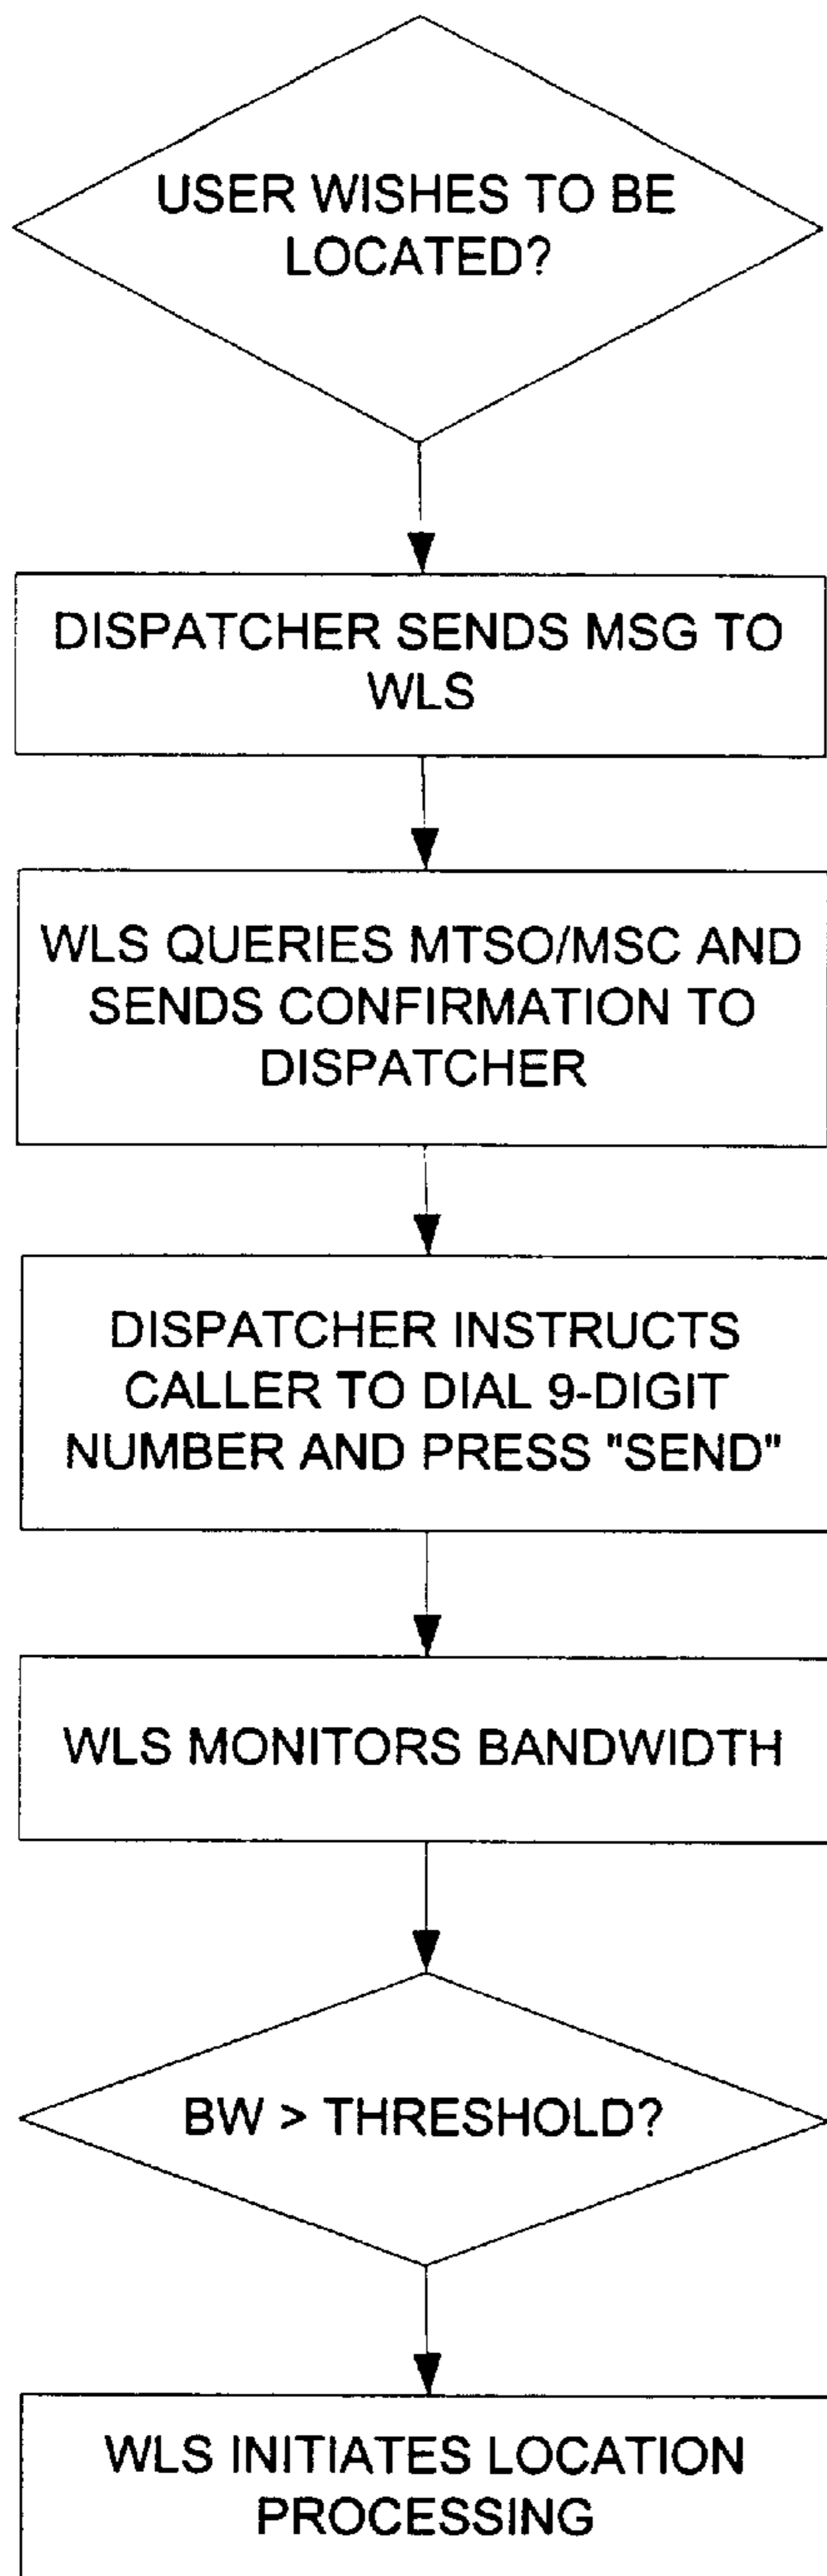 USER WISHES TO BE
LOCATED?
DISPATCHER SENDS MSG TO
WLS
WLS QUERIES MTSO/MSC AND
SENDS CONFIRMATION TO
DISPATCHER
DISPATCHER INSTRUCTS
CALLER TO DIAL 9-DIGIT
NUMBER AND PRESS "SEND"
WLS MONITORS BANDWIDTH
BW > THRESHOLD?
WLS INITIATES LOCATION
PROCESSING